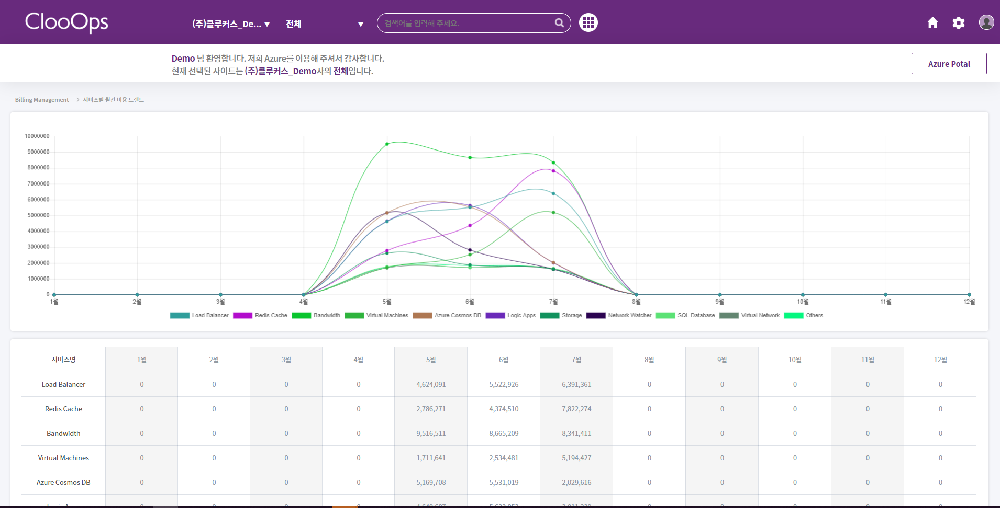 ClooOps
(주)클루커스_De... ▼ 전체 ▼ 검색어를 입력해 주세요.
Demo 님 환영합니다. 저희 Azure를 이용해 주셔서 감사합니다.
현재 선택된 사이트는 (주)클루커스_Demo사의 전체입니다.
Azure Potal
Billing Management > 서비스별 월간 비용 트렌드
10000000
9000000
8000000
7000000
6000000
5000000
4000000
3000000
2000000
1000000
0
1월 2월 3월 4월 5월 6월 7월 8월 9월 10월 11월 12월
Load Balancer Redis Cache Bandwidth Virtual Machines Azure Cosmos DB Logic Apps Storage Network Watcher SQL Database Virtual Network Others
서비스명 1월 2월 3월 4월 5월 6월 7월 8월 9월 10월 11월 12월
Load Balancer 0 0 0 0 4,624,091 5,522,926 6,391,361 0 0 0 0 0
Redis Cache 0 0 0 0 2,786,271 4,374,510 7,822,274 0 0 0 0 0
Bandwidth 0 0 0 0 9,516,511 8,665,209 8,341,411 0 0 0 0 0
Virtual Machines 0 0 0 0 1,711,641 2,534,481 5,194,427 0 0 0 0 0
Azure Cosmos DB 0 0 0 0 5,169,708 5,531,019 2,029,616 0 0 0 0 0